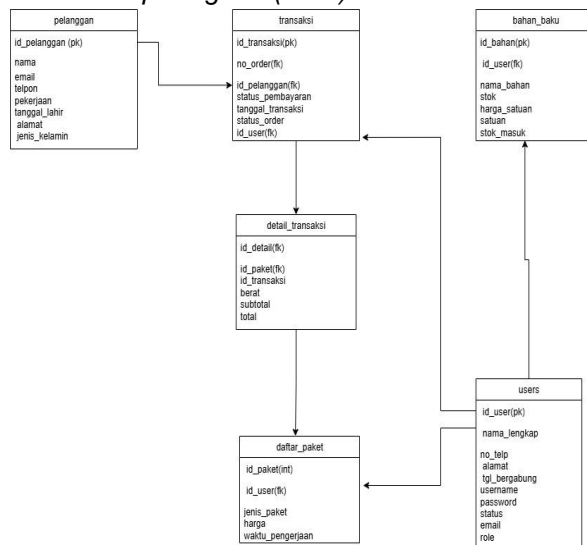 pelanggan
id_pelanggan (pk)
nama
email
telpon
pekerjaan
tanggal_lahir
alamat
jenis_kelamin
transaksi
id_transaksi(pk)
no_order(fk)
id_pelanggan(fk)
status_pembayaran
tanggal_transaksi
status_order
id_user(fk)
bahan_baku
id_bahan(pk)
id_user(fk)
nama_bahan
stok
harga_satuan
satuan
stok_masuk
detail_transaksi
id_detail(fk)
id_paket(fk)
id_transaksi
berat
subtotal
total
daftar_paket
id_paket(int)
id_user(fk)
jenis_paket
harga
waktu_pengerjaan
users
id_user(pk)
nama_lengkap
no_telp
alamat
tgl_bergabung
username
password
status
email
role